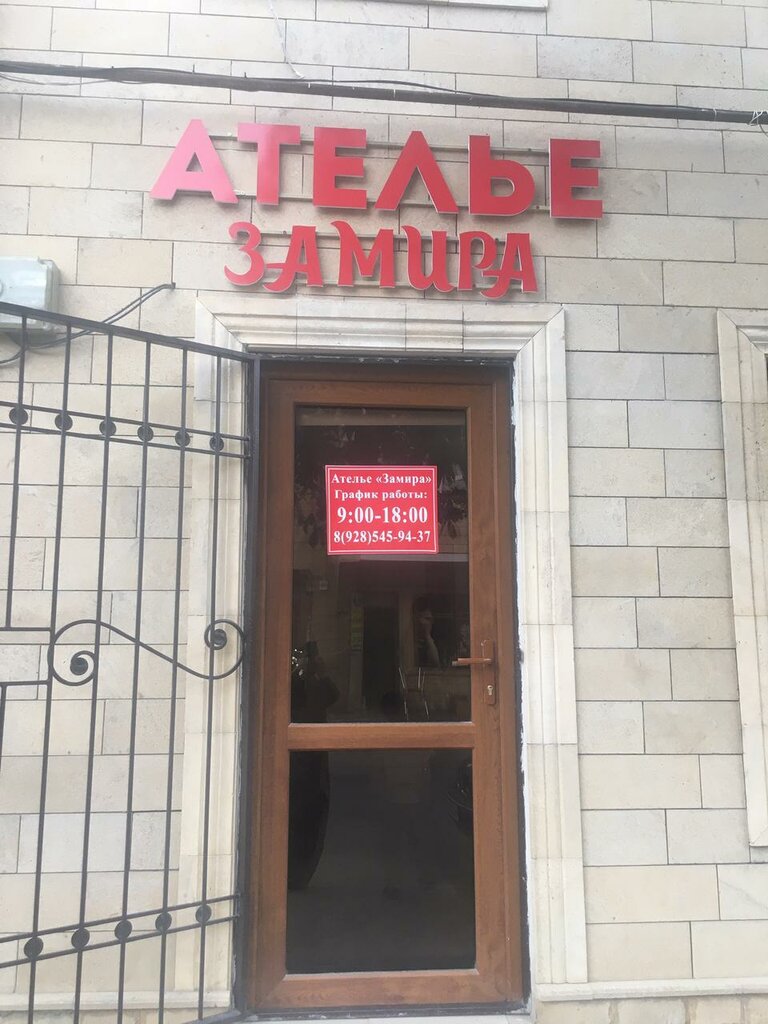 АТЕЛЬЕ
ЗАМИРА
Ателье «Замира»
График работы:
9:00-18:00
8(928)545-94-37